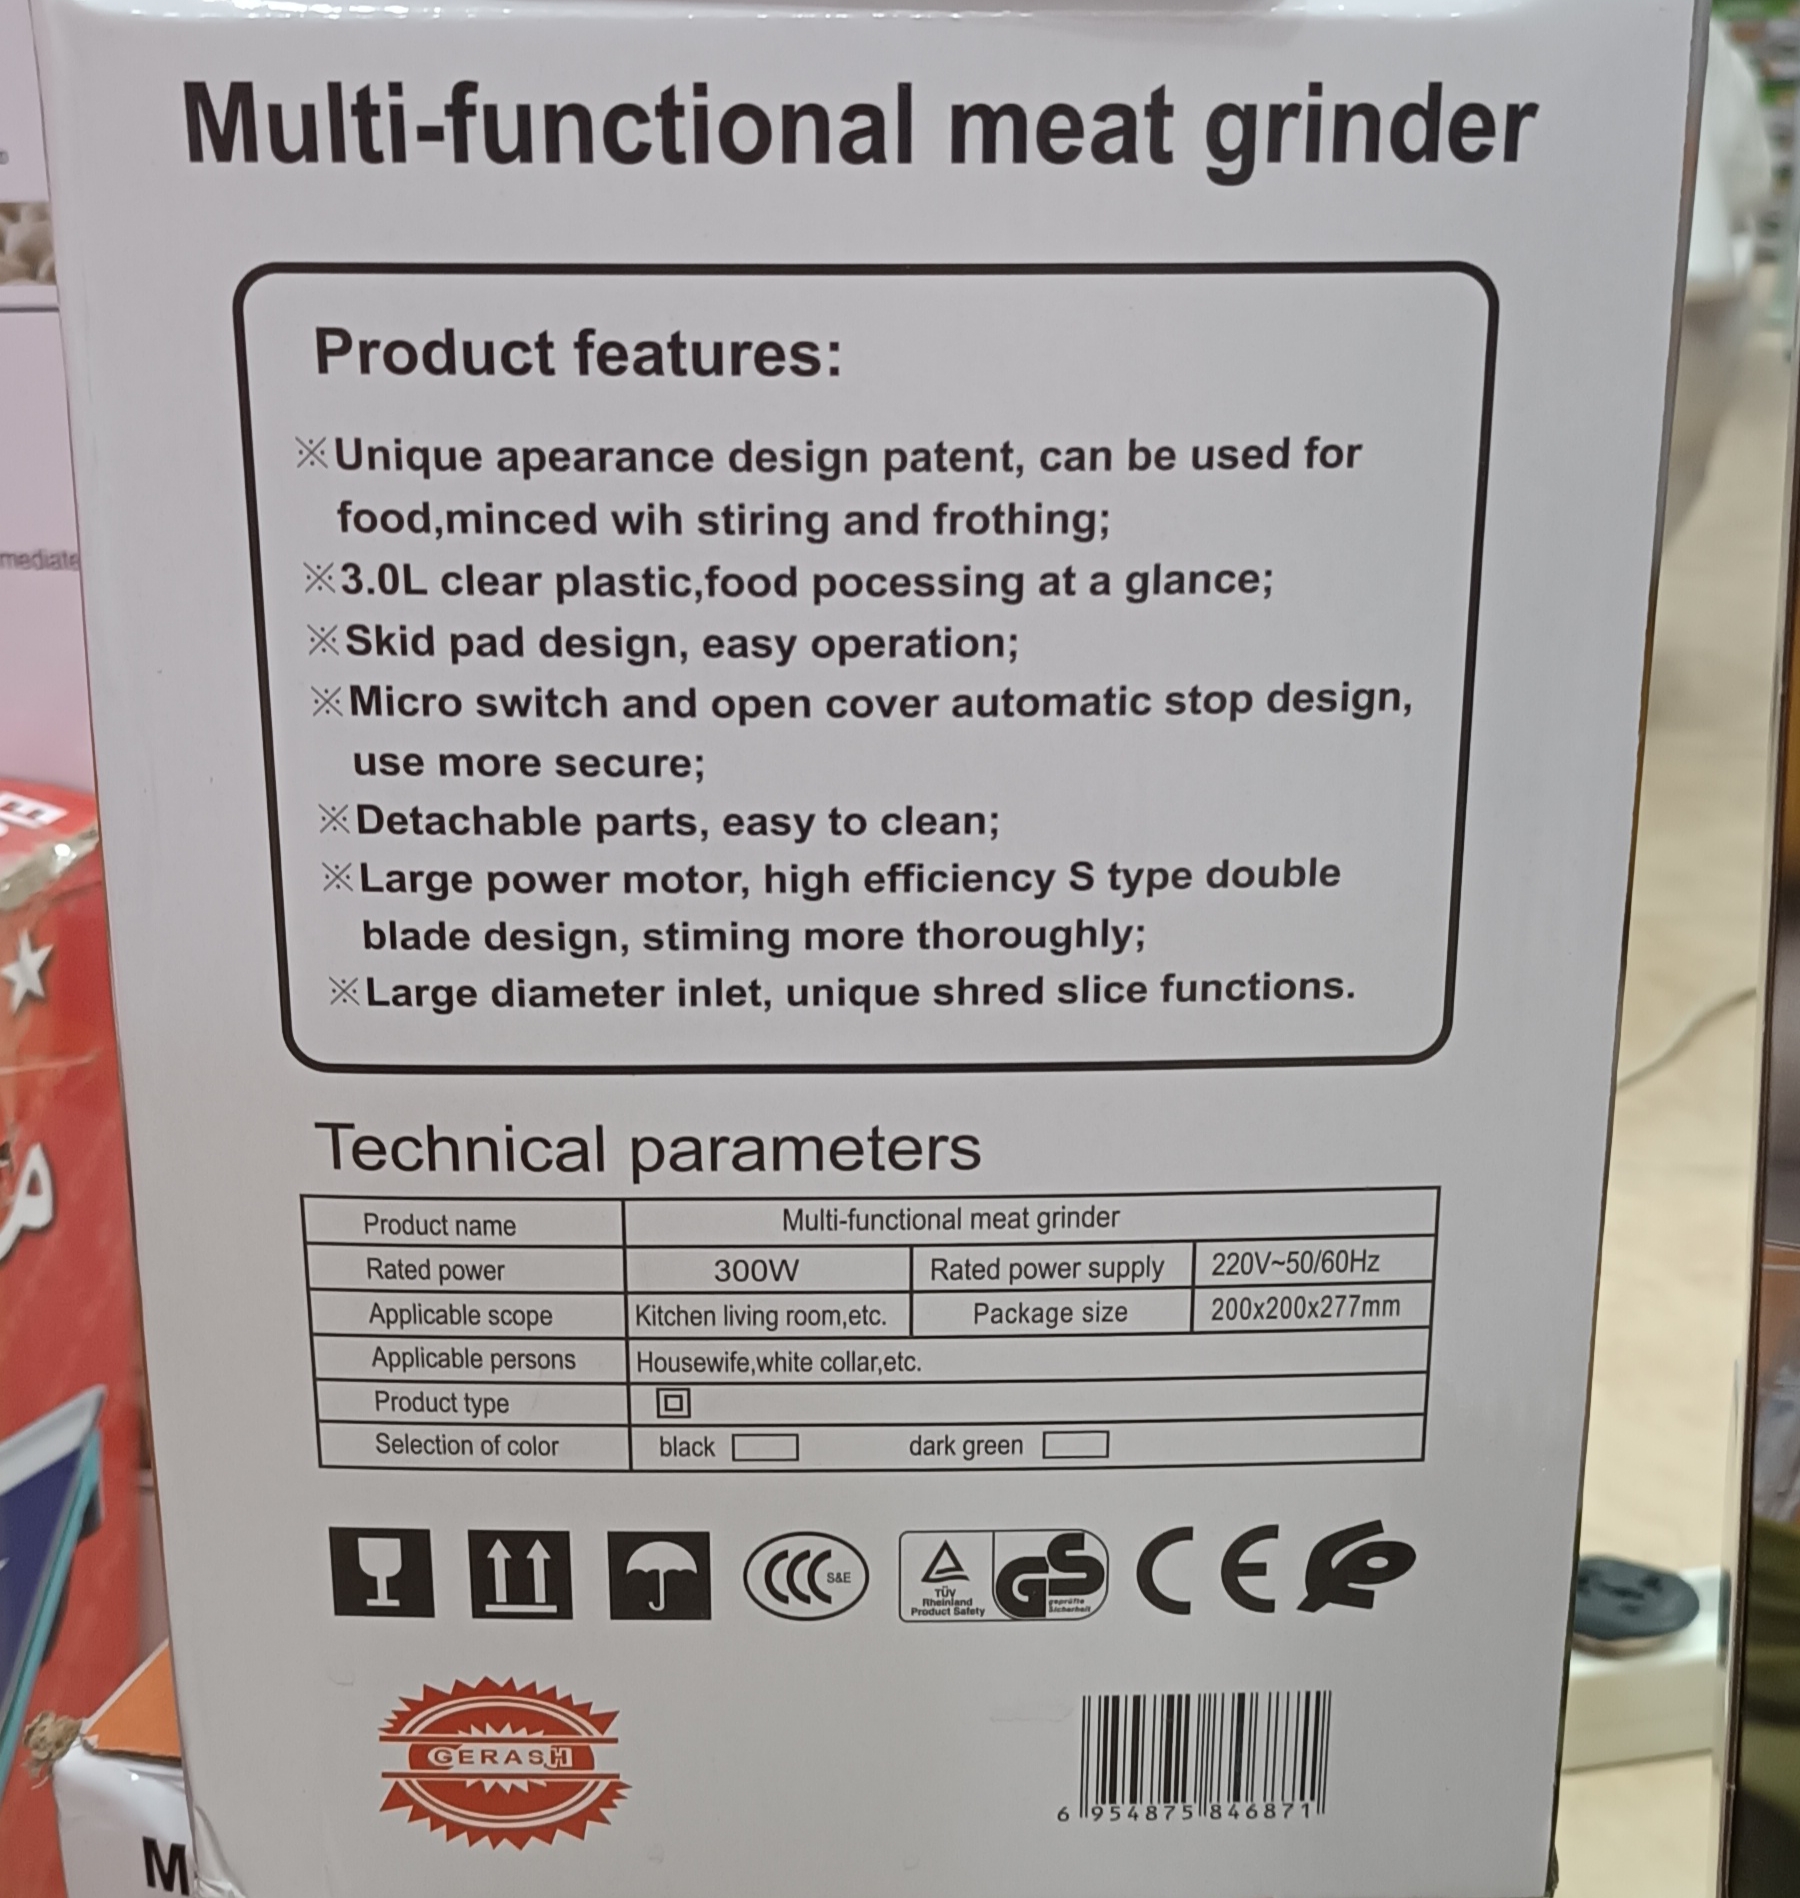 Multi-functional meat grinder
Product features:
※Unique apearance design patent, can be used for
food,minced wih stiring and frothing;
※3.0L clear plastic,food pocessing at a glance;
※Skid pad design, easy operation;
※Micro switch and open cover automatic stop design,
use more secure;
※Detachable parts, easy to clean;
※Large power motor, high efficiency S type double
blade design, stiming more thoroughly;
※Large diameter inlet, unique shred slice functions.
Technical parameters
Product name Multi-functional meat grinder
Rated power 300W Rated power supply 220V~50/60Hz
Applicable scope Kitchen living room,etc. Package size 200x200x277mm
Applicable persons Housewife,white collar,etc.
Product type
Selection of color black dark green
CCC S&E
TÜV
Rheinland
Product Safety
GS
geprüfte
Sicherheit
CE
GERASH
6 954875 846871
mediate
M